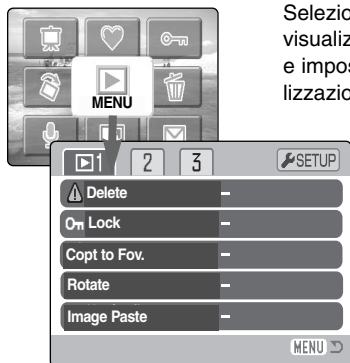 Selezio
visualiz
e impos
lizzazio
MENU
1 2 3 SETUP
Delete –
Lock –
Copt to Fov. –
Rotate –
Image Paste –
MENU